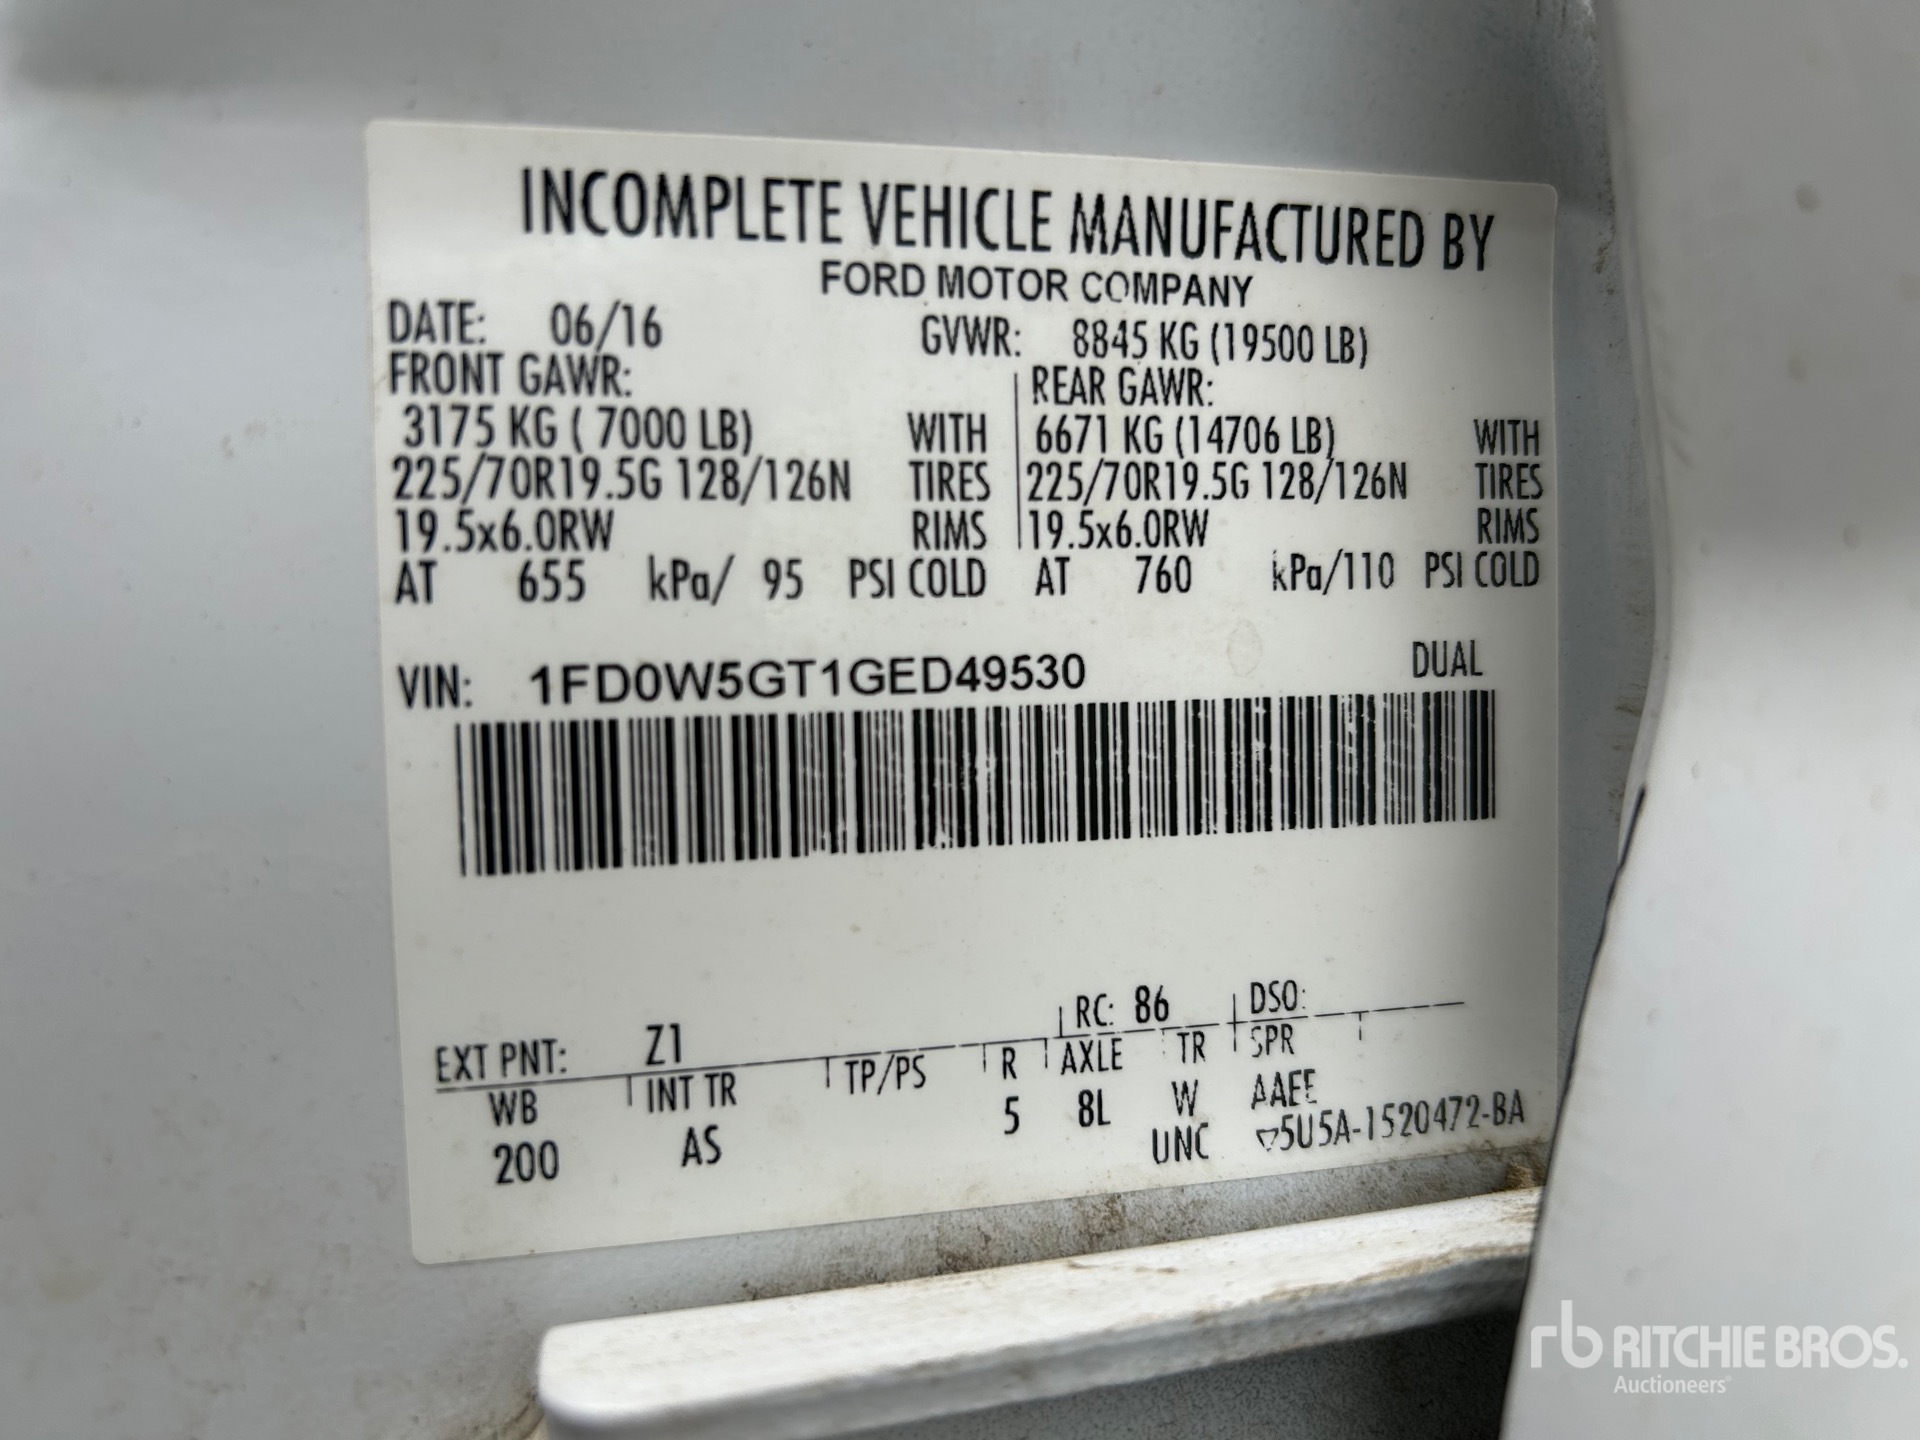 INCOMPLETE VEHICLE MANUFACTURED BY
FORD MOTOR COMPANY
DATE: 06/16 GVWR: 8845 KG (19500 LB)
FRONT GAWR: REAR GAWR:
3175 KG ( 7000 LB) WITH 6671 KG (14706 LB) WITH
225/70R19.5G 128/126N TIRES 225/70R19.5G 128/126N TIRES
19.5x6.0RW RIMS 19.5x6.0RW RIMS
AT 655 kPa/ 95 PSI COLD AT 760 kPa/110 PSI COLD
VIN: 1FD0W5GT1GED49530 DUAL
EXT PNT: Z1 RC: 86 DSO:
WB INT TR TP/PS R AXLE TR SPR
200 AS 5 8L W AAEE
UNC 5U5A-1520472-BA
rb RITCHIE BROS.
Auctioneers